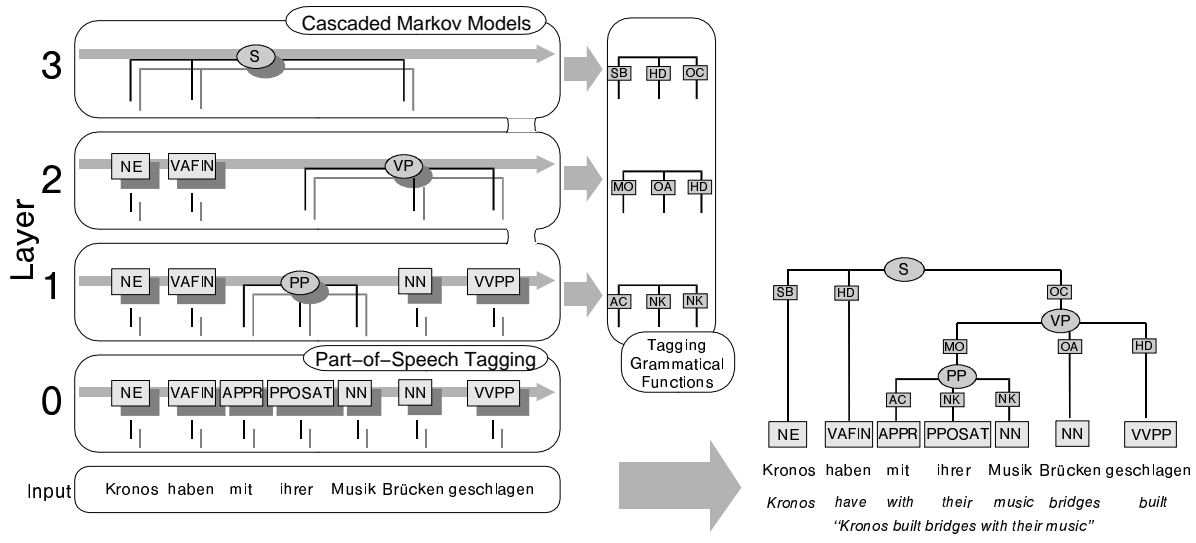 Cascaded Markov Models
3
S
SB HD OC
Layer
2
NE VAFIN VP
MO OA HD
1
NE VAFIN PP NN VVPP
AC NK NK
Tagging
Grammatical
Functions
Part-of-Speech Tagging
0
NE VAFIN APPR PPOSAT NN NN VVPP
Input Kronos haben mit ihrer Musik Brücken geschlagen
S
SB HD OC
VP
MO OA HD
PP
AC NK NK
NE VAFIN APPR PPOSAT NN NN VVPP
Kronos haben mit ihrer Musik Brücken geschlagen
Kronos have with their music bridges built
“Kronos built bridges with their music”